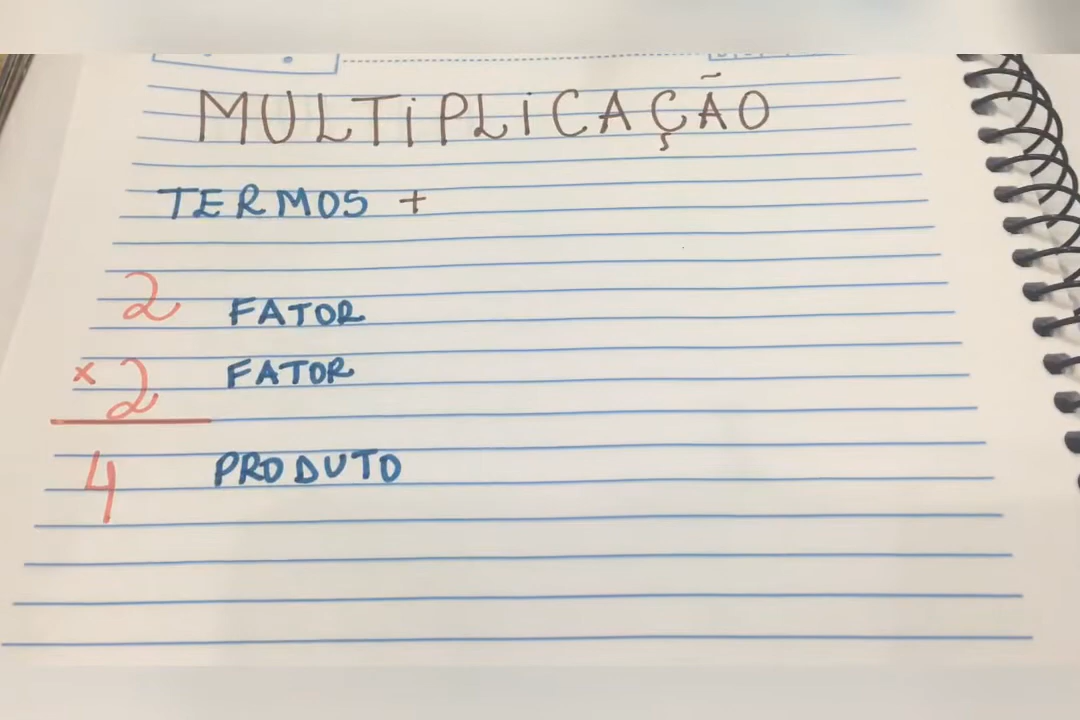 MULTIPLICAÇÃO
TERMOS +
2 FATOR
x 2 FATOR
4 PRODUTO